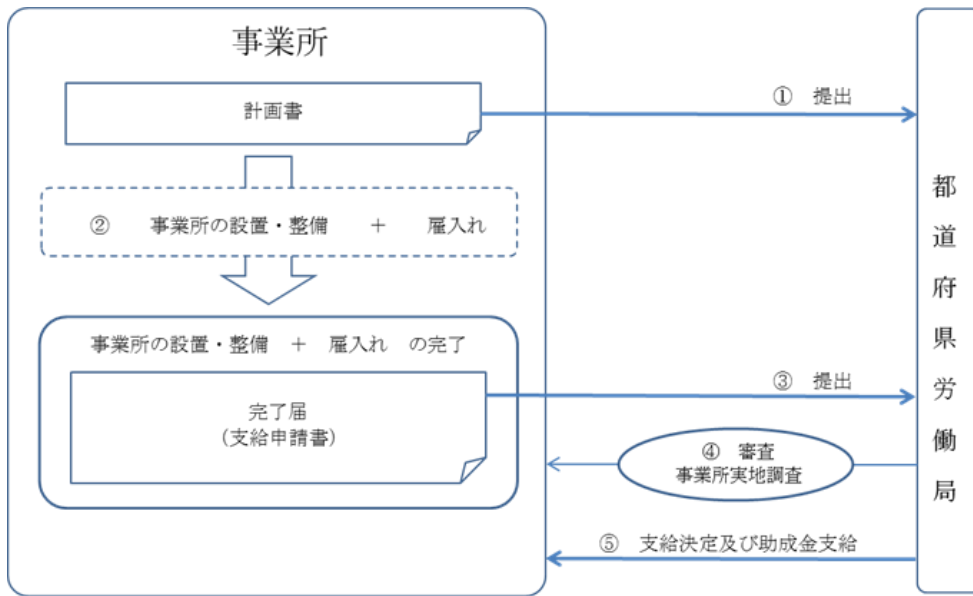 事業所
計画書
① 提出
② 事業所の設置・整備 + 雇入れ
事業所の設置・整備 + 雇入れ の完了
完了届
(支給申請書)
③ 提出
④ 審査
事業所実地調査
⑤ 支給決定及び助成金支給
都道府県労働局